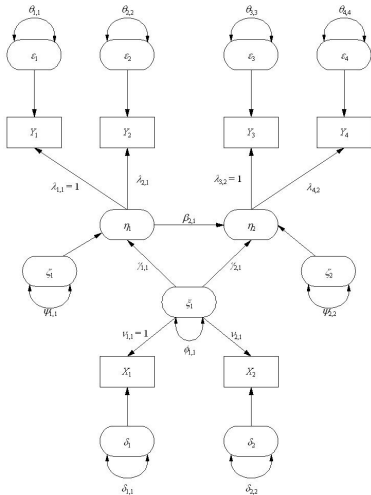 θ1,1 θ2,2 θ3,3 θ4,4
ε1 ε2 ε3 ε4
Y1 Y2 Y3 Y4
λ1,1 = 1 λ2,1 λ3,2 = 1 λ4,2
β2,1
η1 η2
γ1,1 γ2,1
ζ1 ζ2
ξ1
ψ1,1 ψ2,2
ν1,1 = 1 φ1,1 ν2,1
X1 X2
δ1 δ2
δ1,1 δ2,2